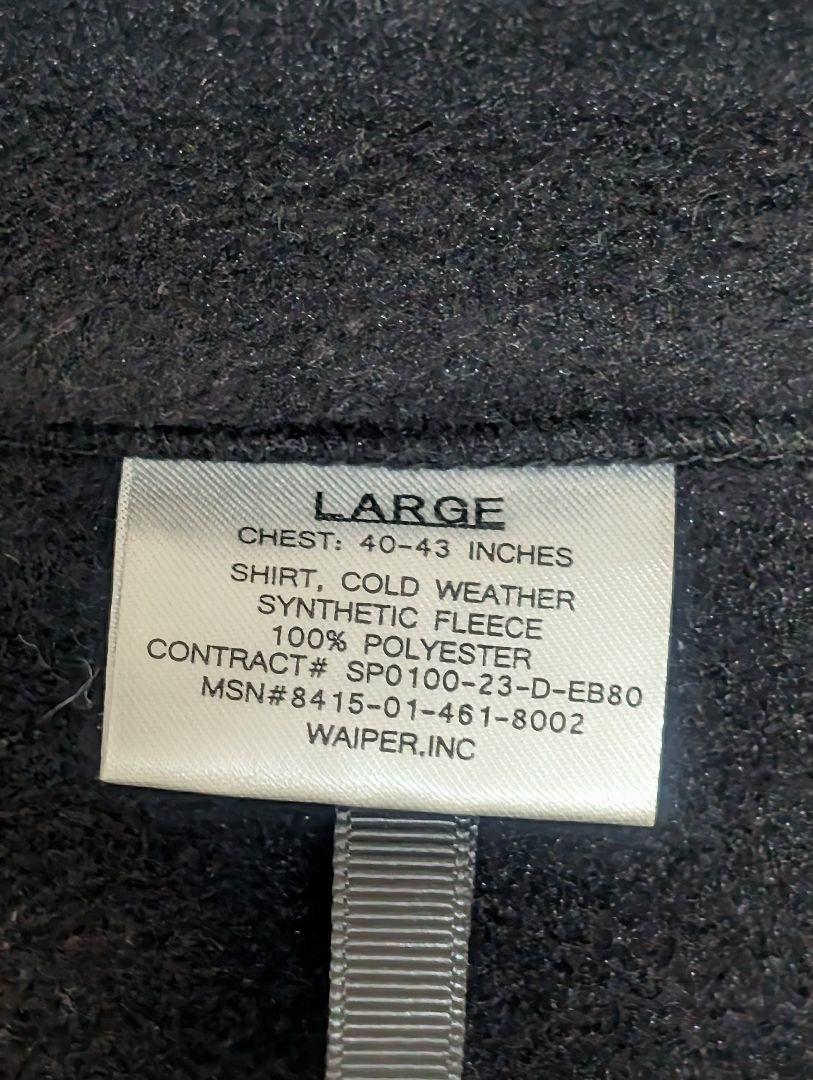 LARGE
CHEST: 40-43 INCHES
SHIRT, COLD WEATHER
SYNTHETIC FLEECE
100% POLYESTER
CONTRACT# SP0100-23-D-EB80
MSN#8415-01-461-8002
WAIPER.INC